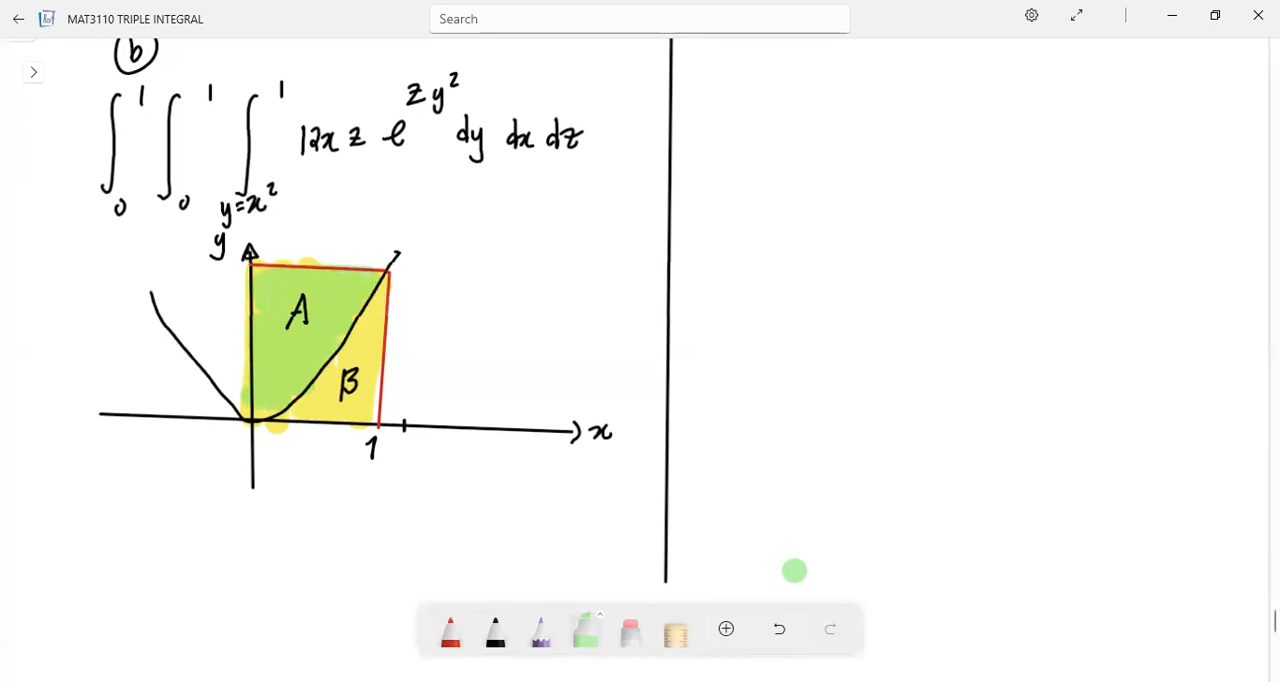 MAT3110 TRIPLE INTEGRAL
Search
(b)
∫₀¹ ∫₀¹ ∫_{y=x²}^1 12x z e^{zy²} dy dx dz
y
A
B
x
1